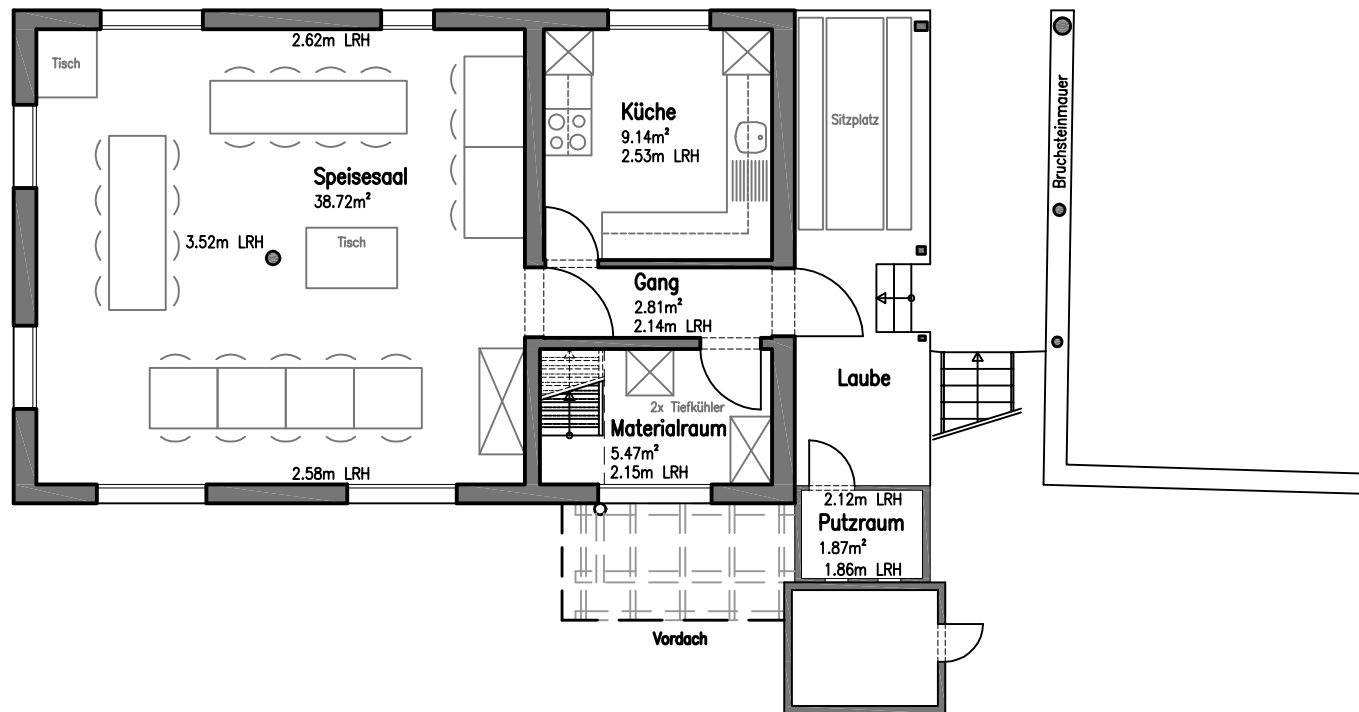 2.62m LRH
Tisch
Speisesaal
38.72m²
3.52m LRH
Tisch
2.58m LRH
Küche
9.14m²
2.53m LRH
Gang
2.81m²
2.14m LRH
2x Tiefkühler
Materialraum
5.47m²
2.15m LRH
Sitzplatz
Laube
Bruchsteinmauer
2.12m LRH
Putzraum
1.87m²
1.86m LRH
Vordach